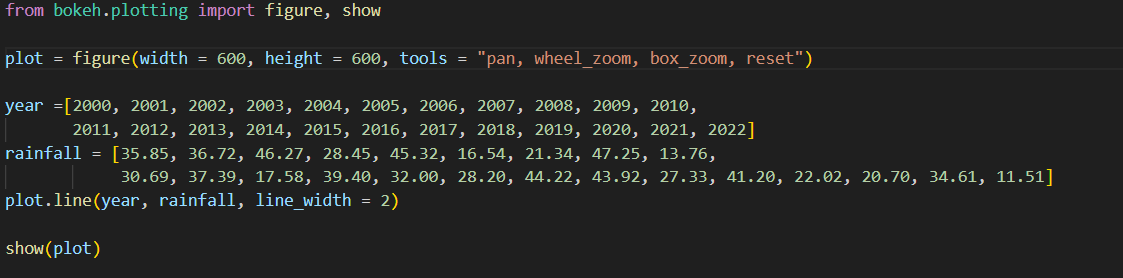 from bokeh.plotting import figure, show
plot = figure(width = 600, height = 600, tools = "pan, wheel_zoom, box_zoom, reset")
year =[2000, 2001, 2002, 2003, 2004, 2005, 2006, 2007, 2008, 2009, 2010,
2011, 2012, 2013, 2014, 2015, 2016, 2017, 2018, 2019, 2020, 2021, 2022]
rainfall = [35.85, 36.72, 46.27, 28.45, 45.32, 16.54, 21.34, 47.25, 13.76,
30.69, 37.39, 17.58, 39.40, 32.00, 28.20, 44.22, 43.92, 27.33, 41.20, 22.02, 20.70, 34.61, 11.51]
plot.line(year, rainfall, line_width = 2)
show(plot)